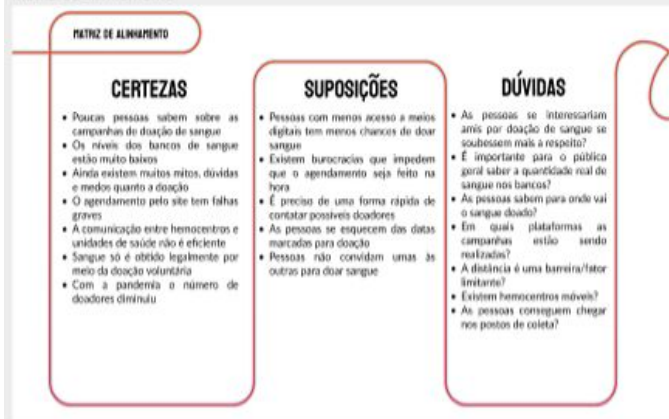 MATRIZ DE ALINHAMENTO
CERTEZAS
• Poucas pessoas sabem sobre as
campanhas de doação de sangue
• Os níveis dos bancos de sangue
estão muito baixos
• Ainda existem muitos mitos, dúvidas
e medos quanto a doação
• O agendamento pelo site tem falhas
graves
• A comunicação entre hemocentros e
unidades de saúde não é eficiente
• Sangue só é obtido legalmente por
meio da doação voluntária
• Com a pandemia o número de
doadores diminuiu
SUPOSIÇÕES
• Pessoas com menos acesso a meios
digitais tem menos chances de doar
sangue
• Existem burocracias que impedem
que o agendamento seja feito na
hora
• É preciso de uma forma rápida de
contatar possíveis doadores
• As pessoas se esquecem das datas
marcadas para doação
• Pessoas não convidam umas às
outras para doar sangue
DÚVIDAS
• As pessoas se interessariam
amis por doação de sangue se
soubessem mais a respeito?
• É importante para o público
geral saber a quantidade real de
sangue nos bancos?
• As pessoas sabem para onde vai
o sangue doado?
• Em quais plataformas as
campanhas estão sendo
realizadas?
• A distância é uma barreira/fator
limitante?
• Existem hemocentros móveis?
• As pessoas conseguem chegar
nos postos de coleta?